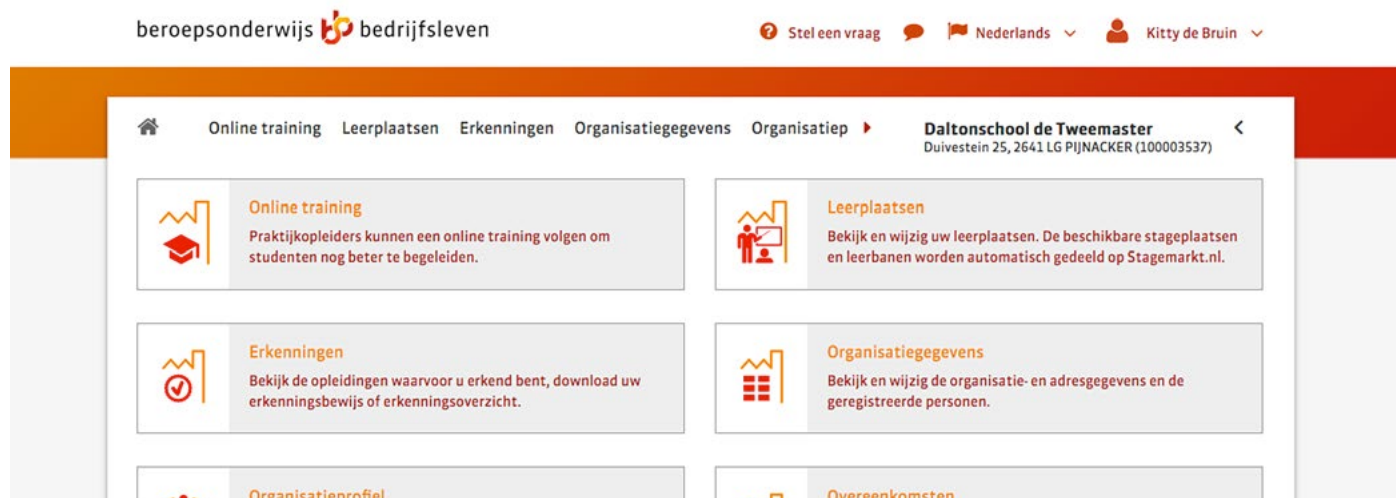 beroepsonderwijs bedrijfsleven
Stel een vraag
Nederlands
Kitty de Bruin
Online training Leerplaatsen Erkenningen Organisatiegegevens Organisatiep
Daltonschool de Tweemaster
Duivestein 25, 2641 LG PIJNACKER (100003537)
Online training
Praktijkopleiders kunnen een online training volgen om
studenten nog beter te begeleiden.
Leerplaatsen
Bekijk en wijzig uw leerplaatsen. De beschikbare stageplaatsen
en leerbanen worden automatisch gedeeld op Stagemarkt.nl.
Erkenningen
Bekijk de opleidingen waarvoor u erkend bent, download uw
erkenningsbewijs of erkenningsoverzicht.
Organisatiegegevens
Bekijk en wijzig de organisatie- en adresgegevens en de
geregistreerde personen.
Organisatieprofiel
Overeenkomsten